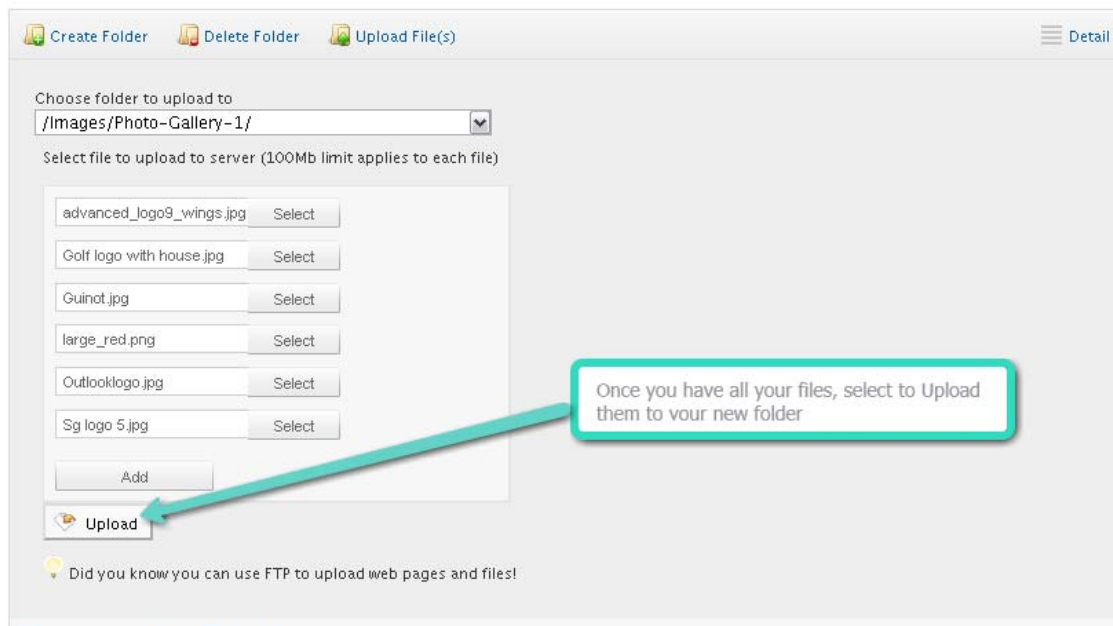 Create Folder Delete Folder Upload File(s) Detail
Choose folder to upload to
/Images/Photo-Gallery-1/
Select file to upload to server (100Mb limit applies to each file)
advanced_logo9_wings.jpg Select
Golf logo with house.jpg Select
Guinot.jpg Select
large_red.png Select
Outlooklogo.jpg Select
Sg logo 5.jpg Select
Once you have all your files, select to Upload
them to your new folder
Add
Upload
Did you know you can use FTP to upload web pages and files!